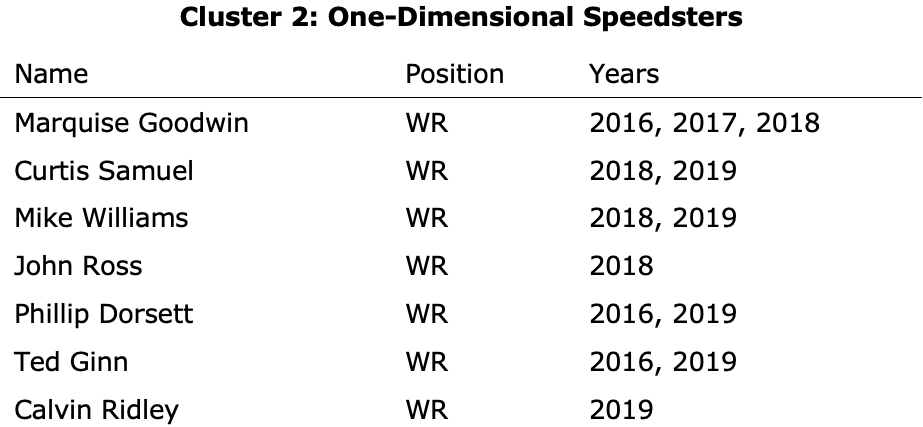 Cluster 2: One-Dimensional Speedsters
Name Position Years
Marquise Goodwin WR 2016, 2017, 2018
Curtis Samuel WR 2018, 2019
Mike Williams WR 2018, 2019
John Ross WR 2018
Phillip Dorsett WR 2016, 2019
Ted Ginn WR 2016, 2019
Calvin Ridley WR 2019